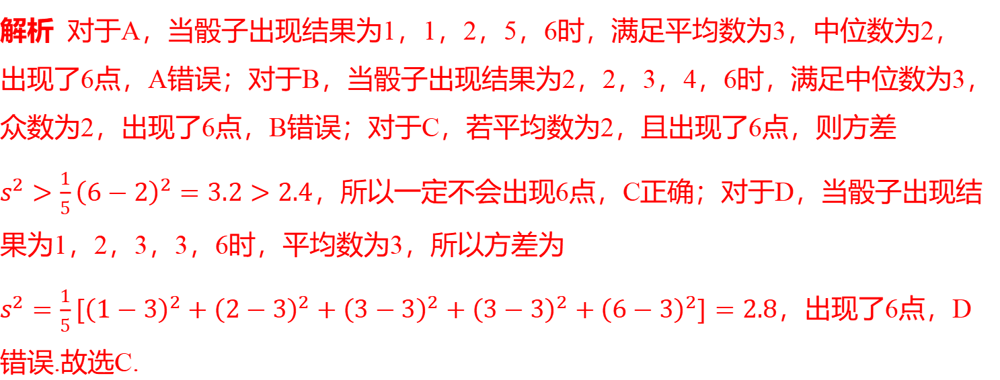 解析 对于A，当骰子出现结果为1，1，2，5，6时，满足平均数为3，中位数为2，
出现了6点，A错误；对于B，当骰子出现结果为2，2，3，4，6时，满足中位数为3，
众数为2，出现了6点，B错误；对于C，若平均数为2，且出现了6点，则方差
s² > 1/5 (6 − 2)² = 3.2 > 2.4，所以一定不会出现6点，C正确；对于D，当骰子出现结
果为1，2，3，3，6时，平均数为3，所以方差为
s² = 1/5 [(1 − 3)² + (2 − 3)² + (3 − 3)² + (3 − 3)² + (6 − 3)²] = 2.8，出现了6点，D
错误.故选C.